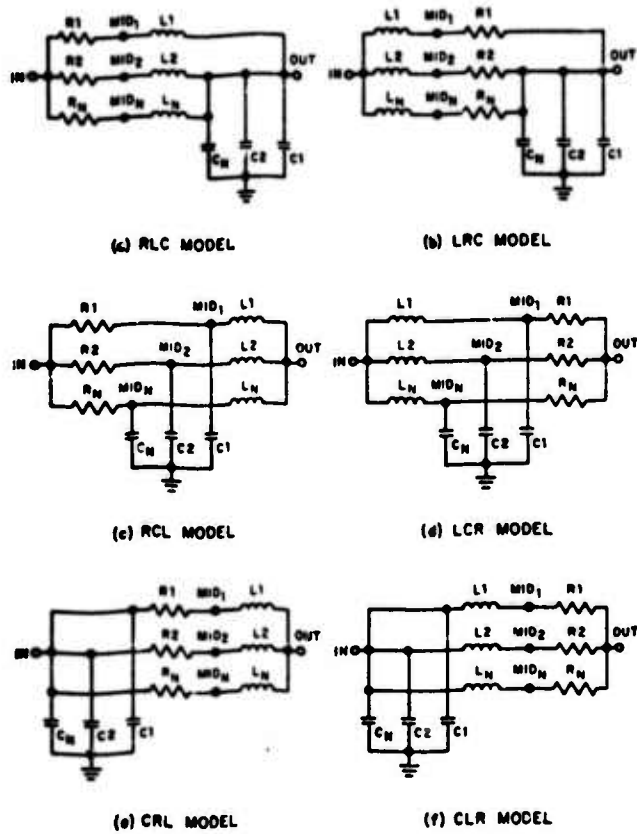 R1 MID1 L1
IN R2 MID2 L2 OUT
RN MIDN LN
CN C2 C1
(a) RLC MODEL
L1 MID1 R1
IN L2 MID2 R2 OUT
LN MIDN RN
CN C2 C1
(b) LRC MODEL
R1 MID1 L1
IN R2 MID2 L2 OUT
RN MIDN LN
CN C2 C1
(c) RCL MODEL
L1 MID1 R1
IN L2 MID2 R2 OUT
LN MIDN RN
CN C2 C1
(d) LCR MODEL
R1 MID1 L1
IN R2 MID2 L2 OUT
RN MIDN LN
CN C2 C1
(e) CRL MODEL
L1 MID1 R1
IN L2 MID2 R2 OUT
LN MIDN RN
CN C2 C1
(f) CLR MODEL